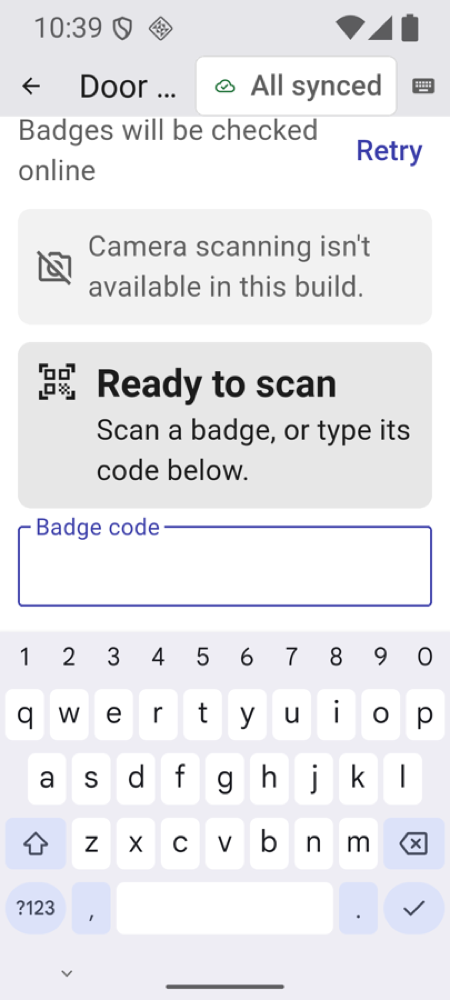 10:39
Door ...
All synced
Badges will be checked
online
Retry
Camera scanning isn't
available in this build.
Ready to scan
Scan a badge, or type its
code below.
Badge code
1 2 3 4 5 6 7 8 9 0
q w e r t y u i o p
a s d f g h j k l
z x c v b n m
?123 , .